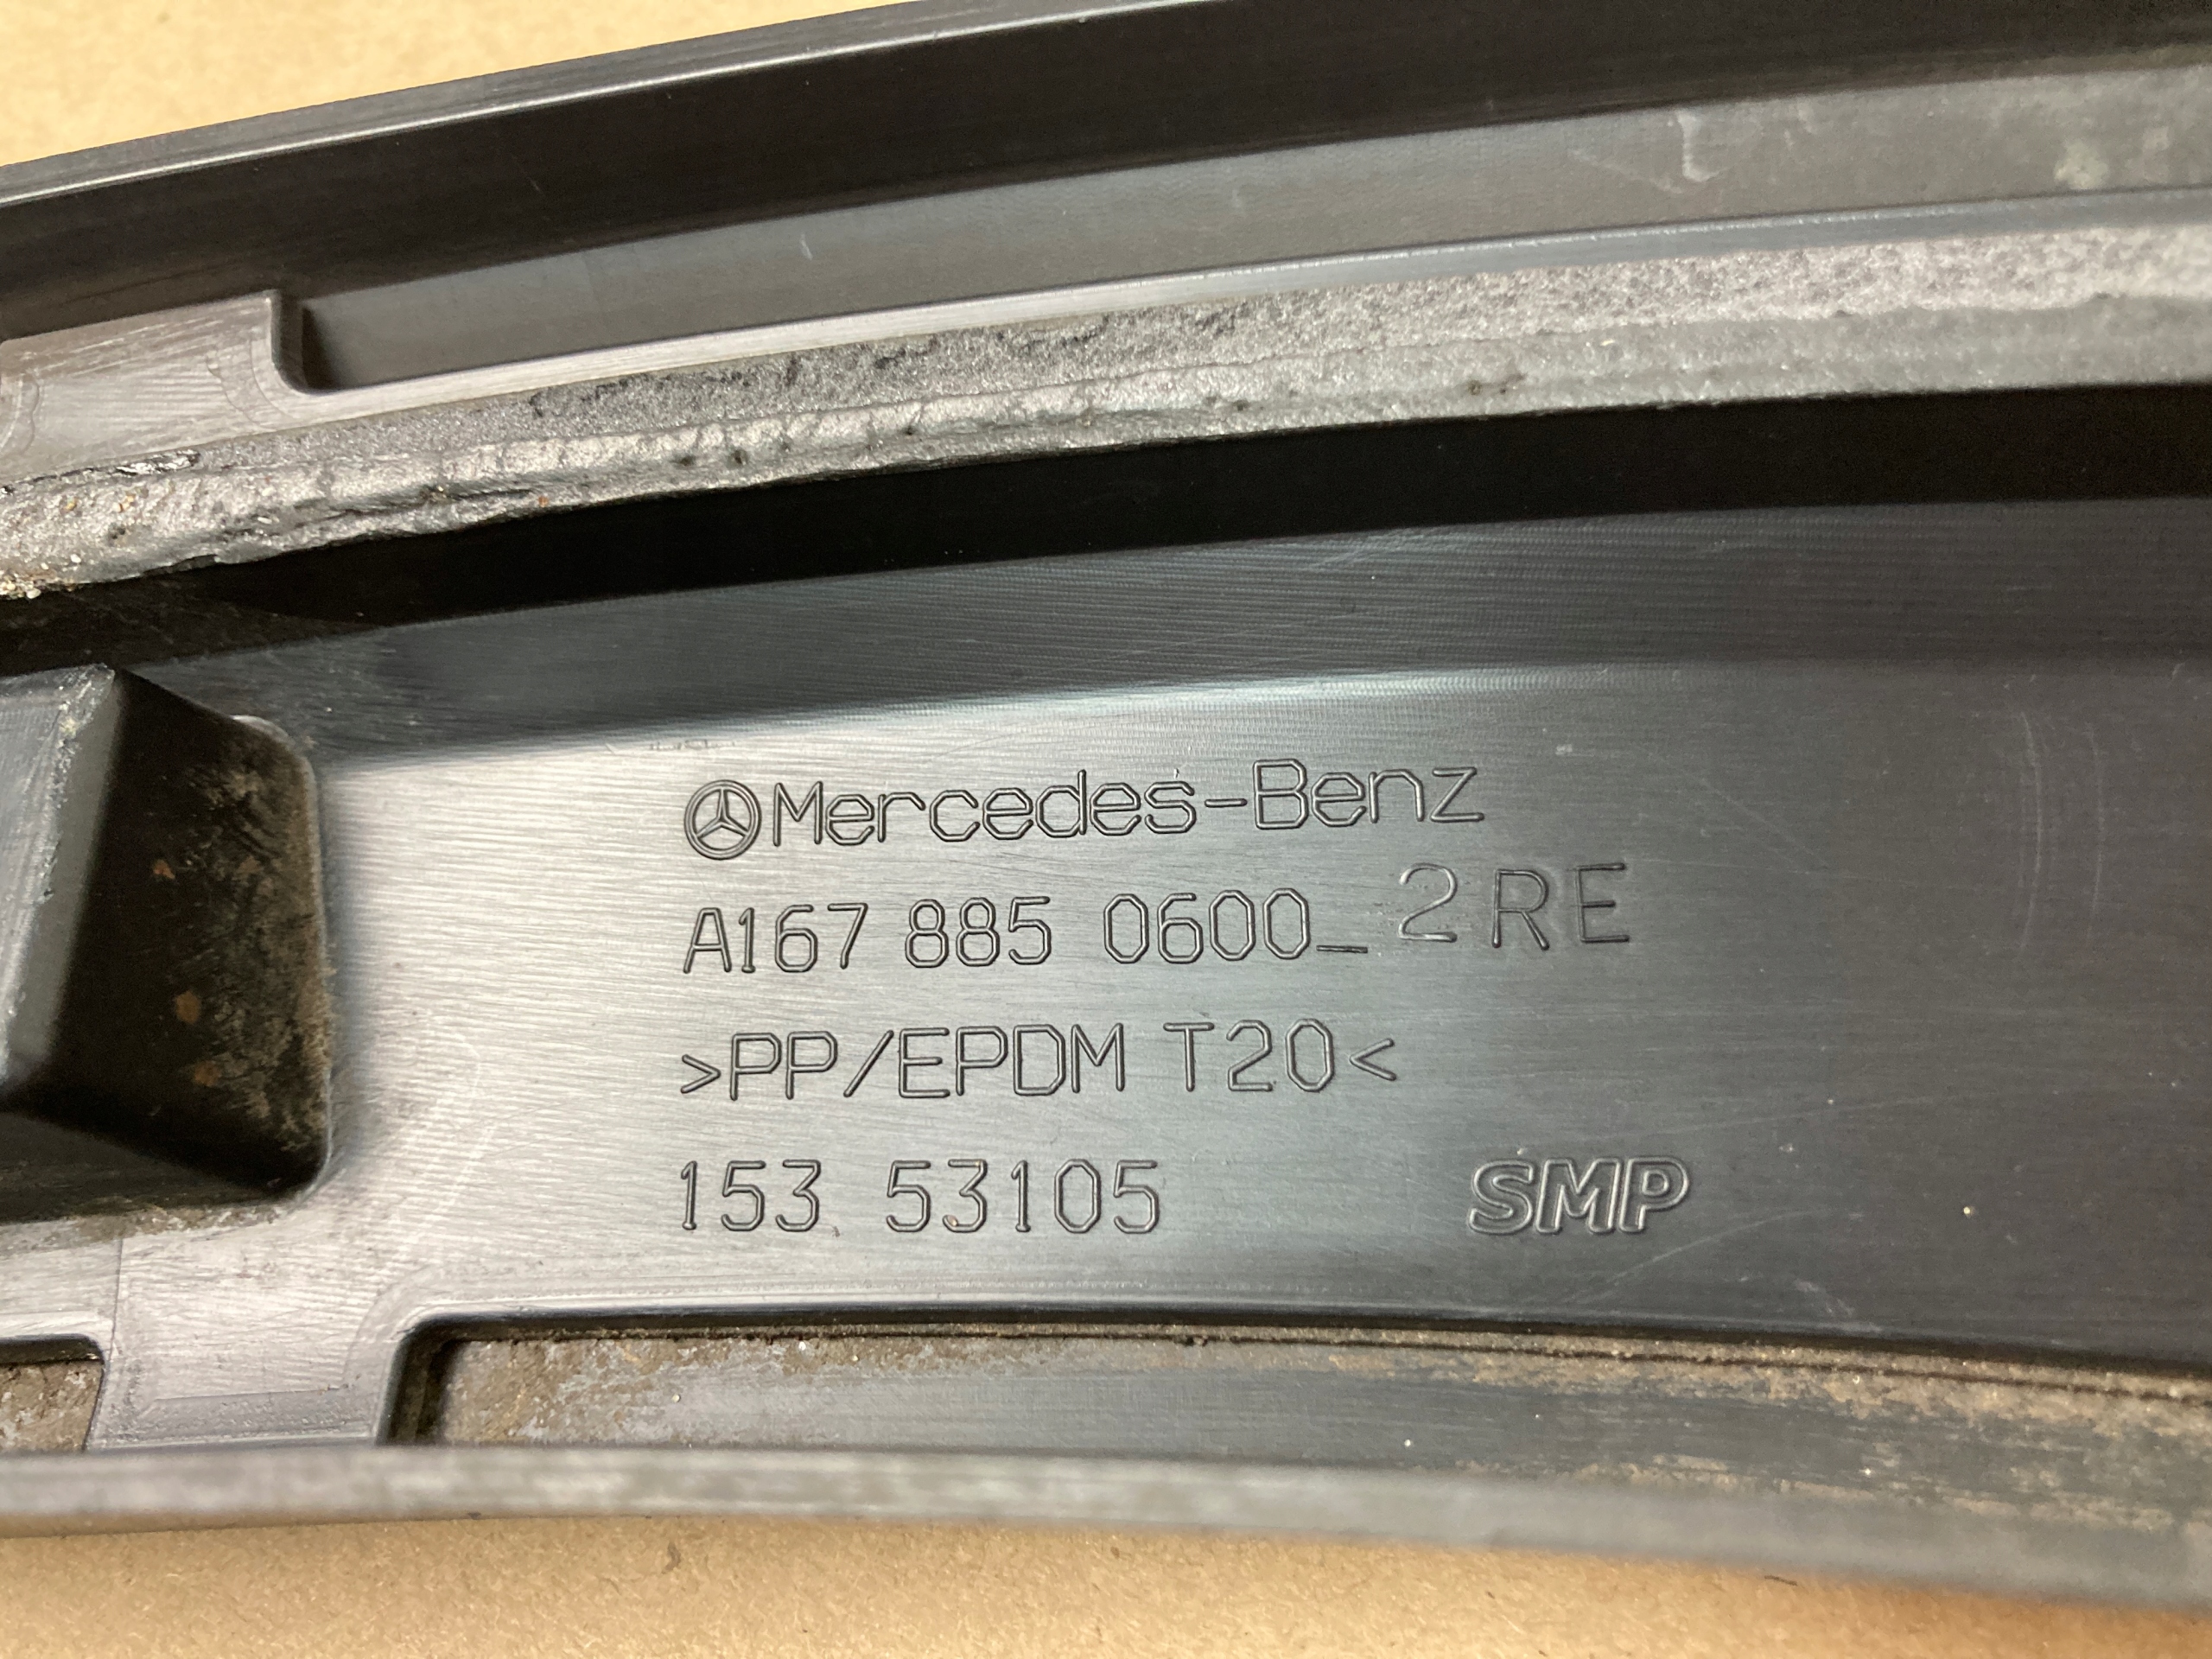 Mercedes-Benz
A167 885 0600_ 2 RE
>PP/EPDM T20<
153 53105
SMP